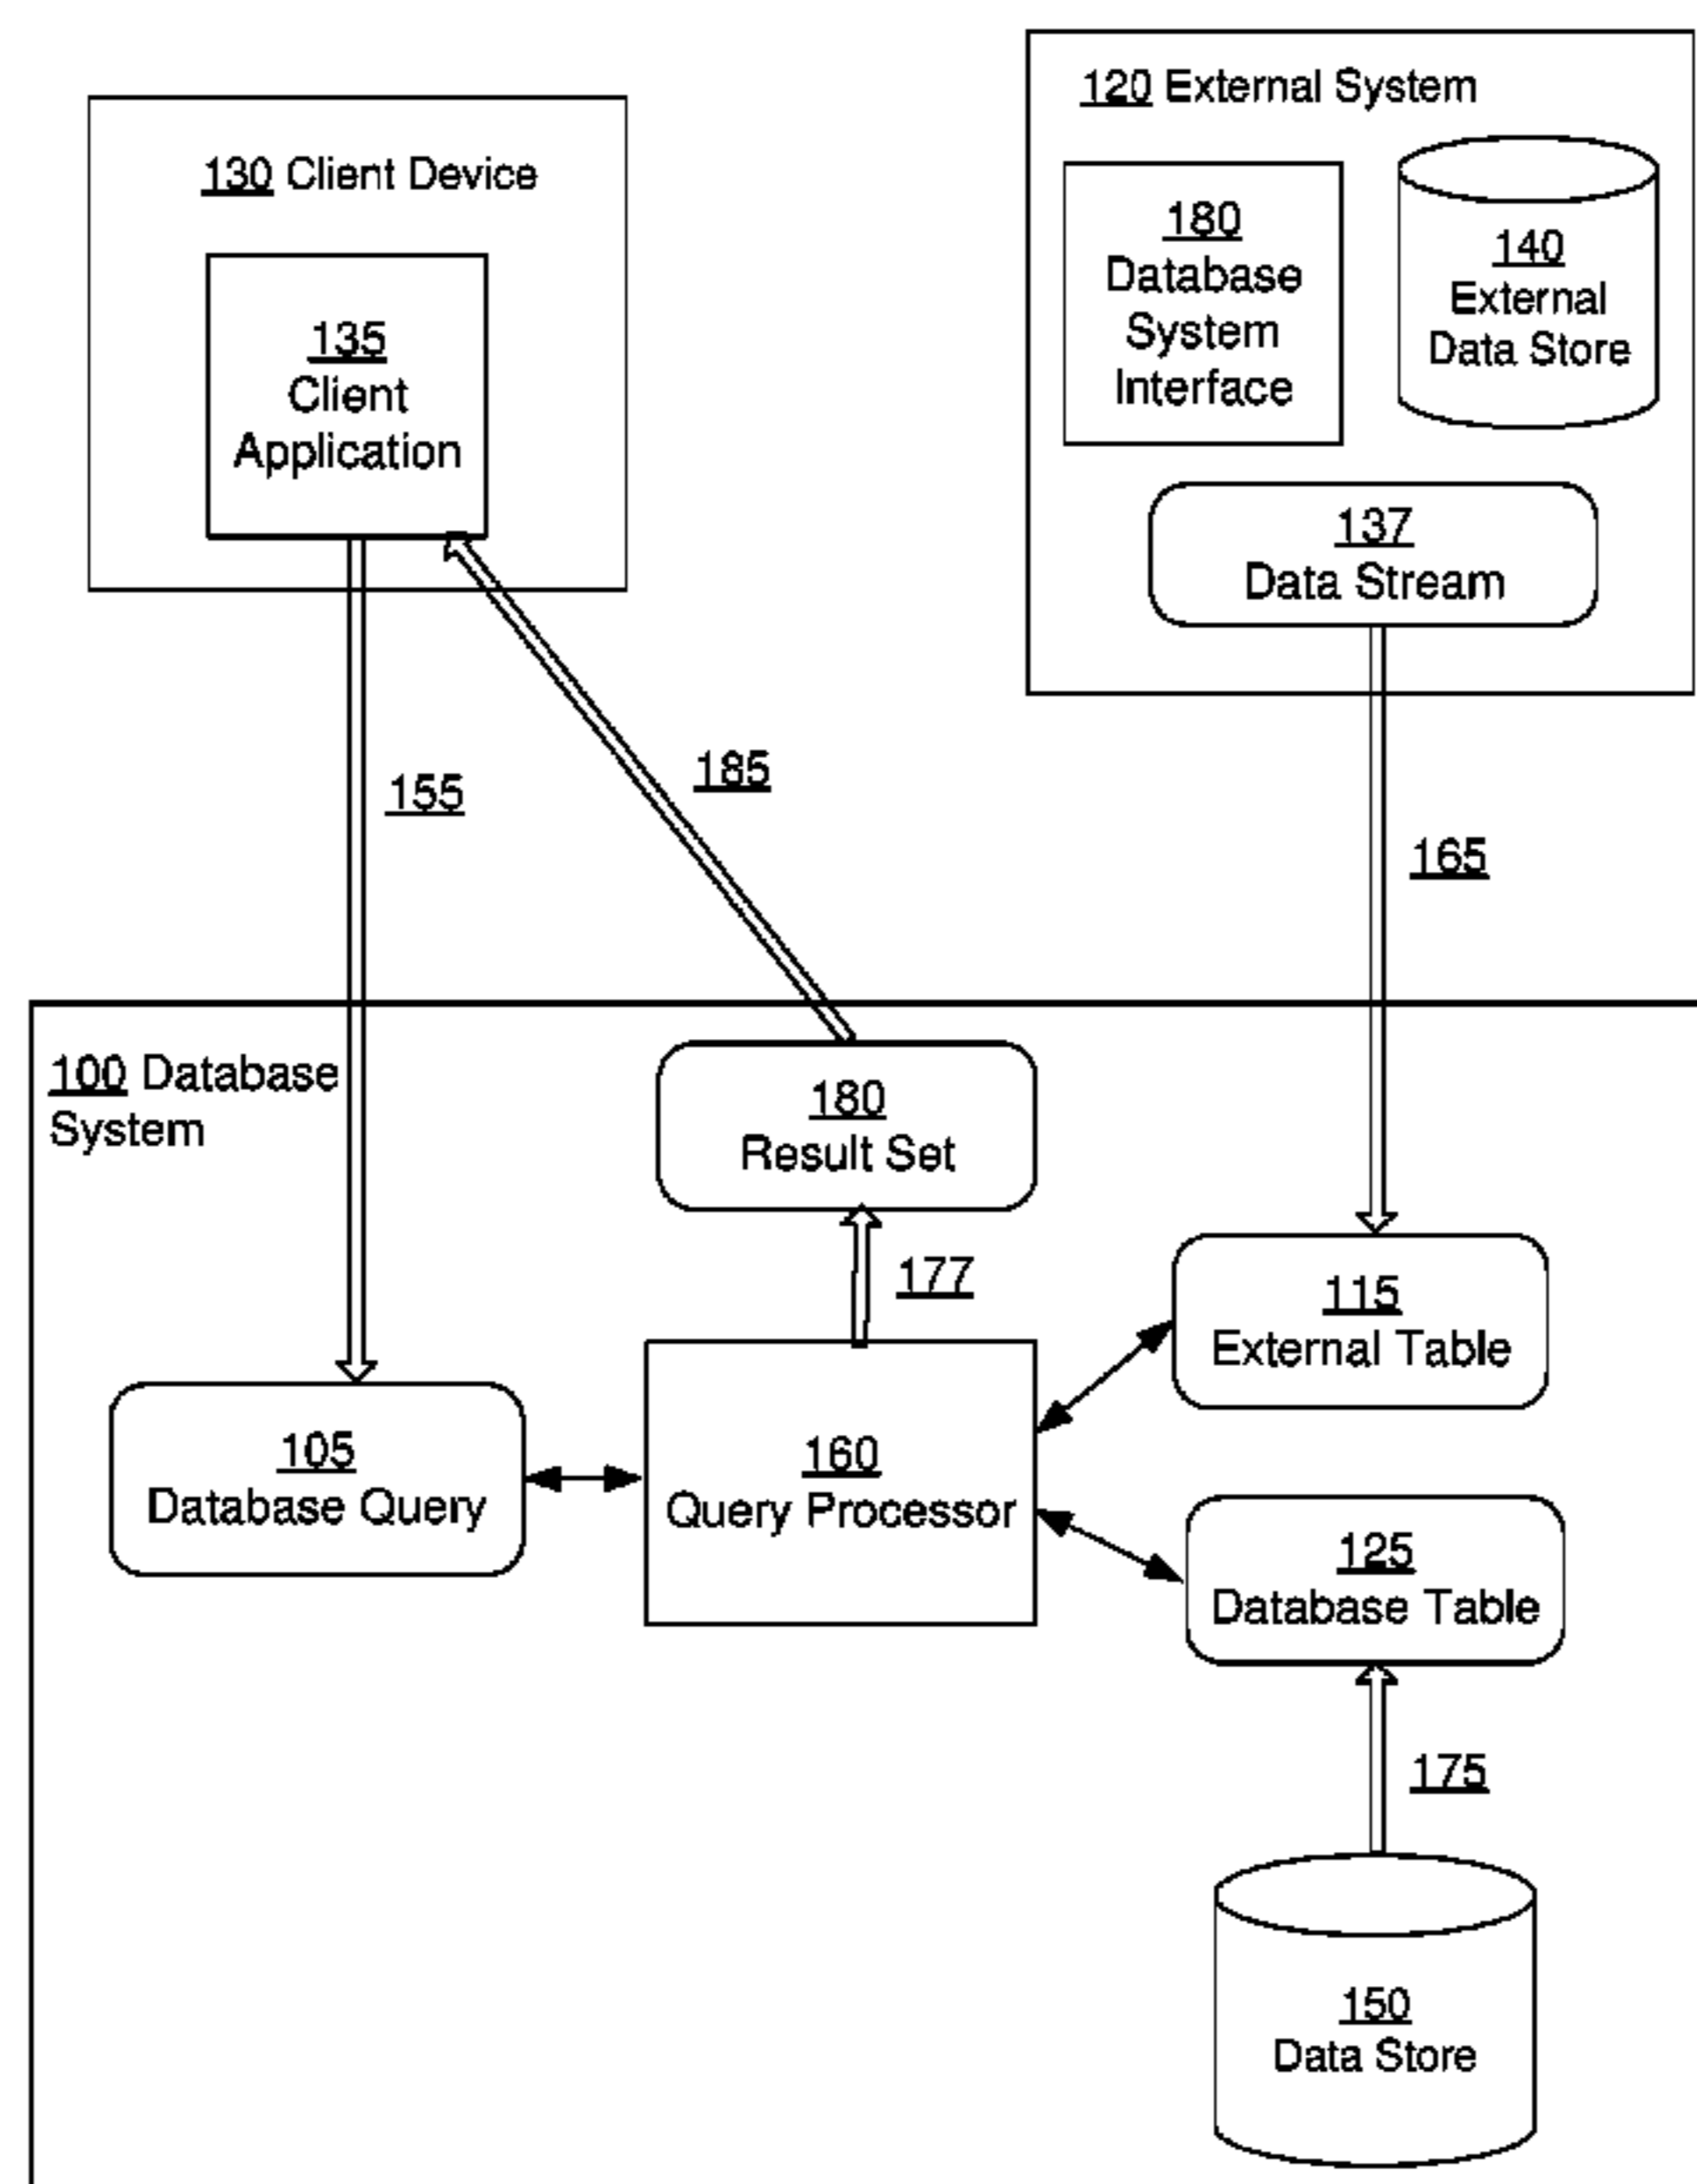 120 External System
130 Client Device
180
Database
System
Interface
140
External
Data Store
135
Client
Application
137
Data Stream
155
185
165
100 Database
System
180
Result Set
177
115
External Table
105
Database Query
160
Query Processor
125
Database Table
175
150
Data Store